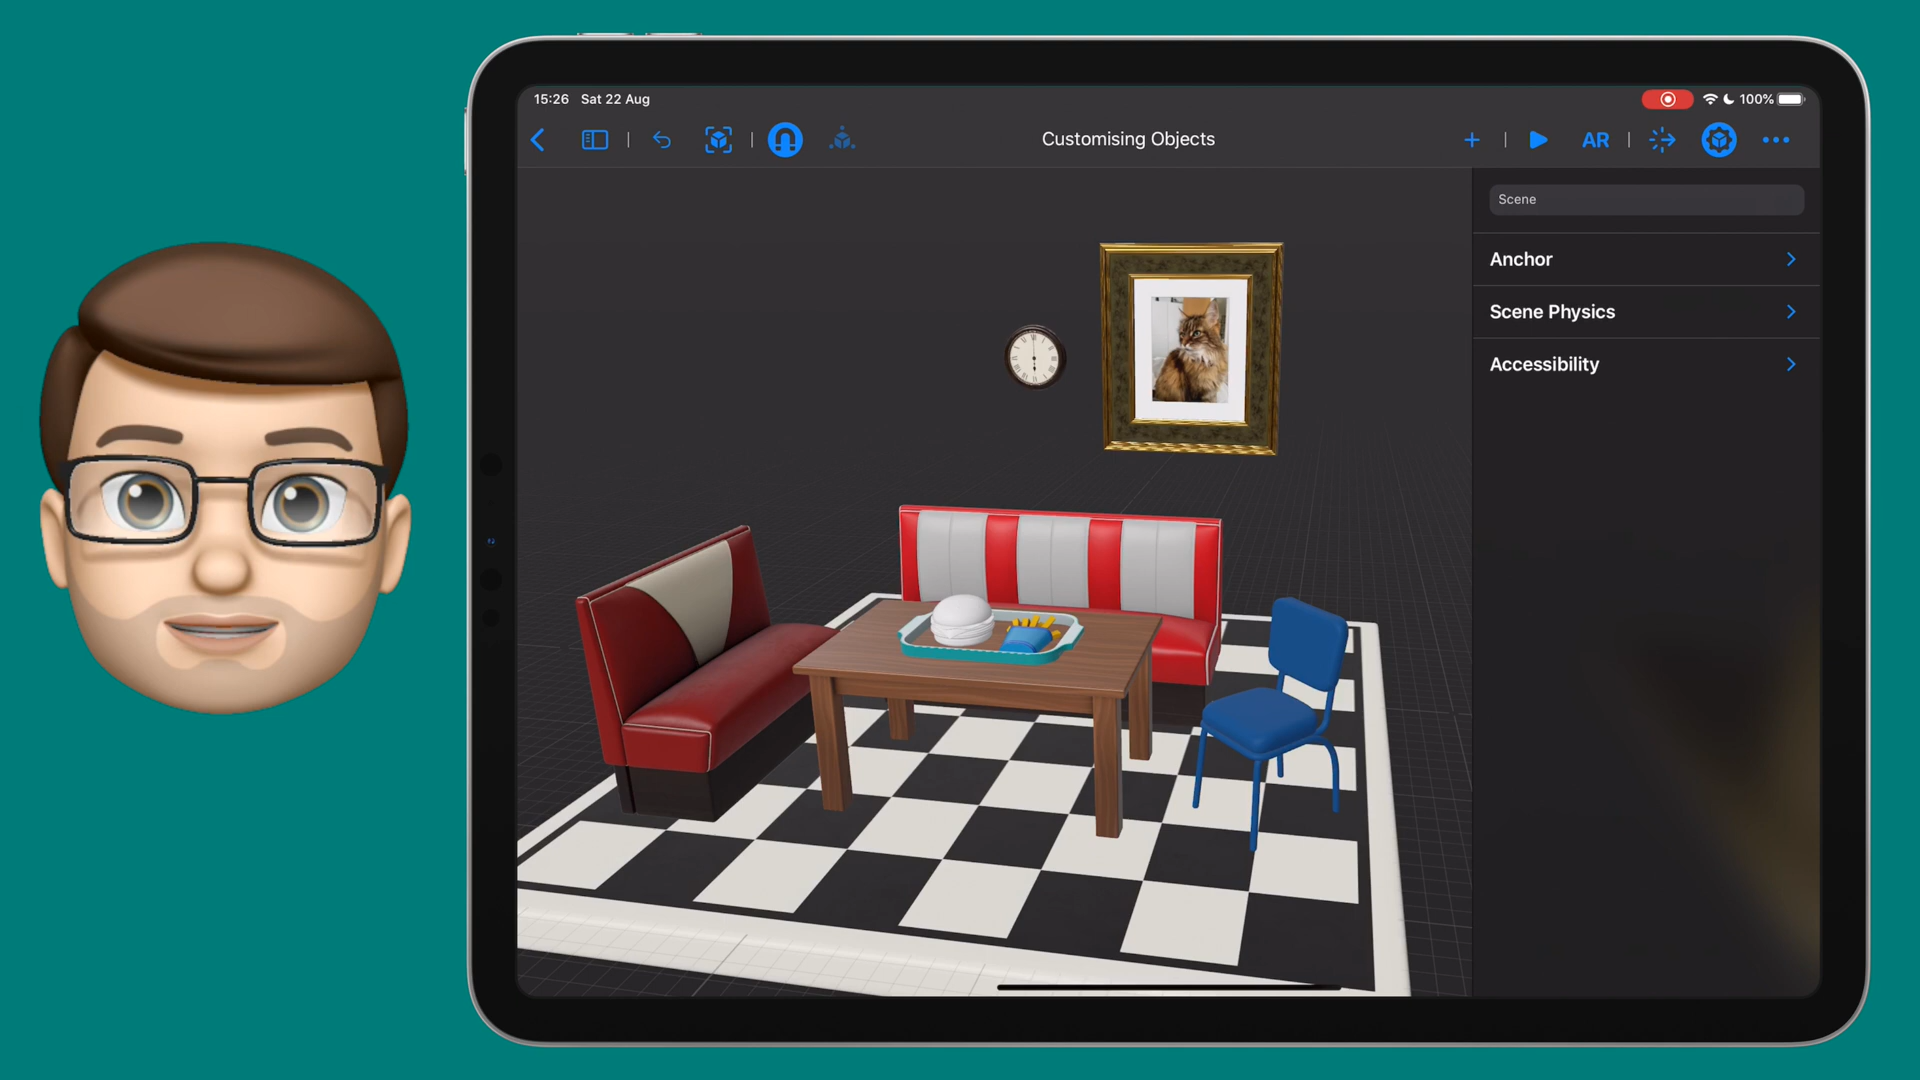 15:26 Sat 22 Aug
100%
Customising Objects
AR
Scene
Anchor
Scene Physics
Accessibility